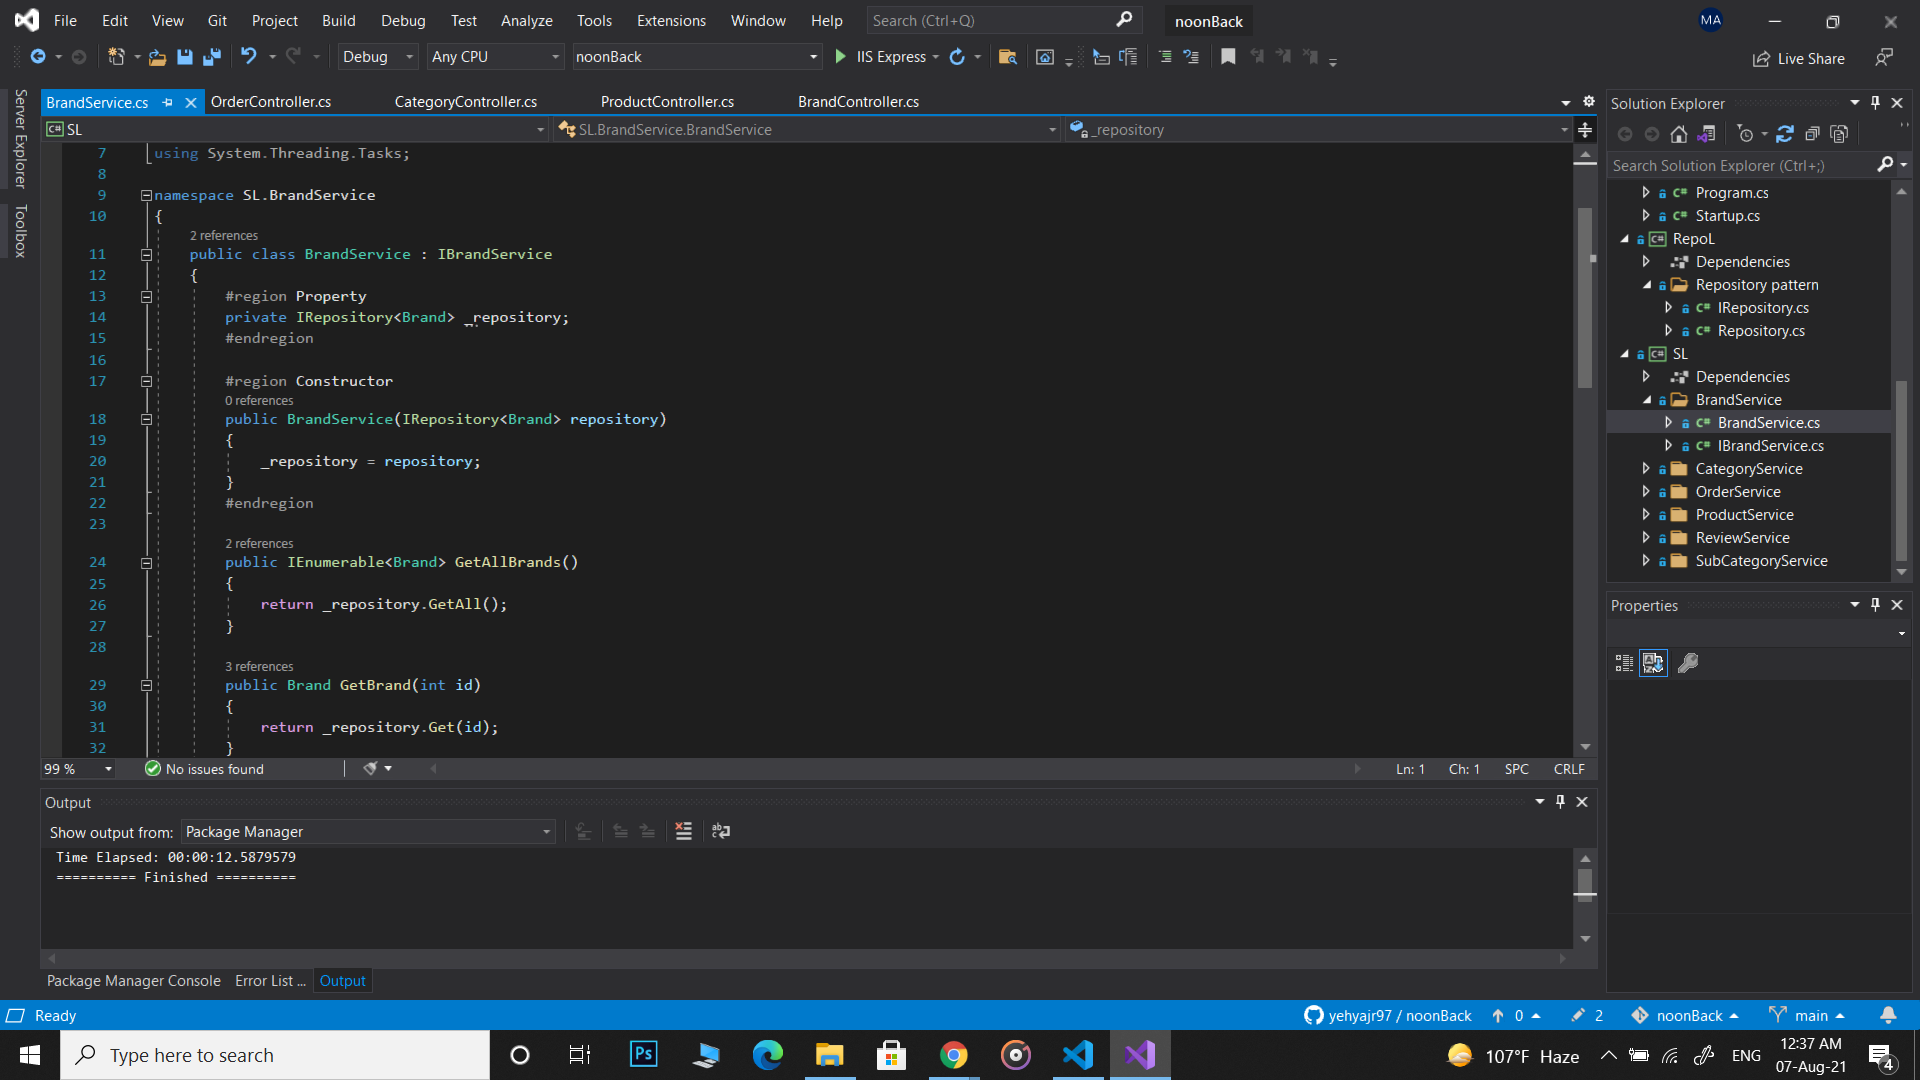 File Edit View Git Project Build Debug Test Analyze Tools Extensions Window Help Search (Ctrl+Q) noonBack MA
Debug Any CPU noonBack IIS Express Live Share
Server Explorer
Toolbox
BrandService.cs OrderController.cs CategoryController.cs ProductController.cs BrandController.cs
SL SL.BrandService.BrandService _repository
7 using System.Threading.Tasks;
8
9 namespace SL.BrandService
10 {
2 references
11 public class BrandService : IBrandService
12 {
13 #region Property
14 private IRepository<Brand> _repository;
15 #endregion
16
17 #region Constructor
0 references
18 public BrandService(IRepository<Brand> repository)
19 {
20 _repository = repository;
21 }
22 #endregion
23
2 references
24 public IEnumerable<Brand> GetAllBrands()
25 {
26 return _repository.GetAll();
27 }
28
3 references
29 public Brand GetBrand(int id)
30 {
31 return _repository.Get(id);
32 }
99 % No issues found Ln: 1 Ch: 1 SPC CRLF
Output
Show output from: Package Manager
Time Elapsed: 00:00:12.5879579
========== Finished ==========
Package Manager Console Error List ... Output
Solution Explorer
Search Solution Explorer (Ctrl+;)
C# Program.cs
C# Startup.cs
C# RepoL
Dependencies
Repository pattern
C# IRepository.cs
C# Repository.cs
C# SL
Dependencies
BrandService
C# BrandService.cs
C# IBrandService.cs
CategoryService
OrderService
ProductService
ReviewService
SubCategoryService
Properties
Ready yehyajr97 / noonBack 0 2 noonBack main
Type here to search Ps 107°F Haze ENG 12:37 AM
07-Aug-21 4